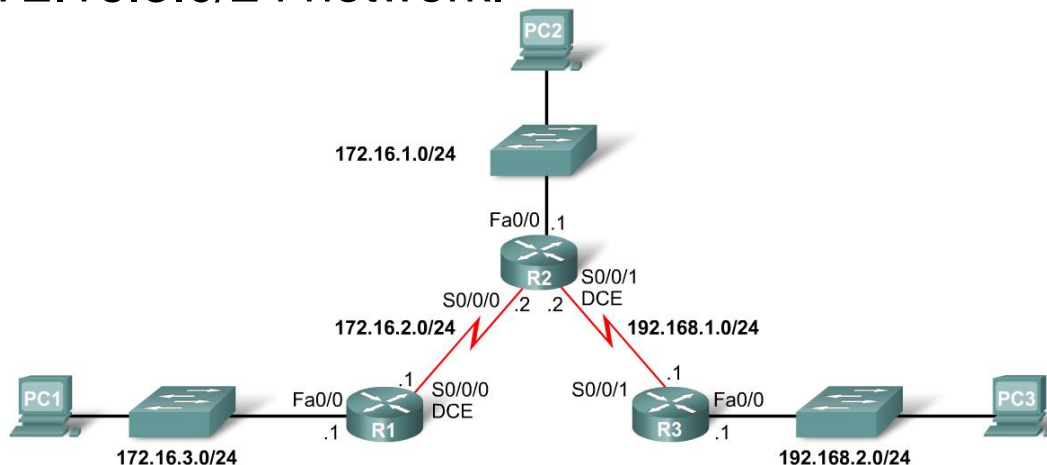 PC2
172.16.1.0/24
Fa0/0 .1
R2
S0/0/1
DCE
S0/0/0 .2 .2
172.16.2.0/24
192.168.1.0/24
.1 S0/0/0
DCE
S0/0/1 .1
PC1
Fa0/0
.1
R1
R3
Fa0/0
.1
PC3
172.16.3.0/24
192.168.2.0/24